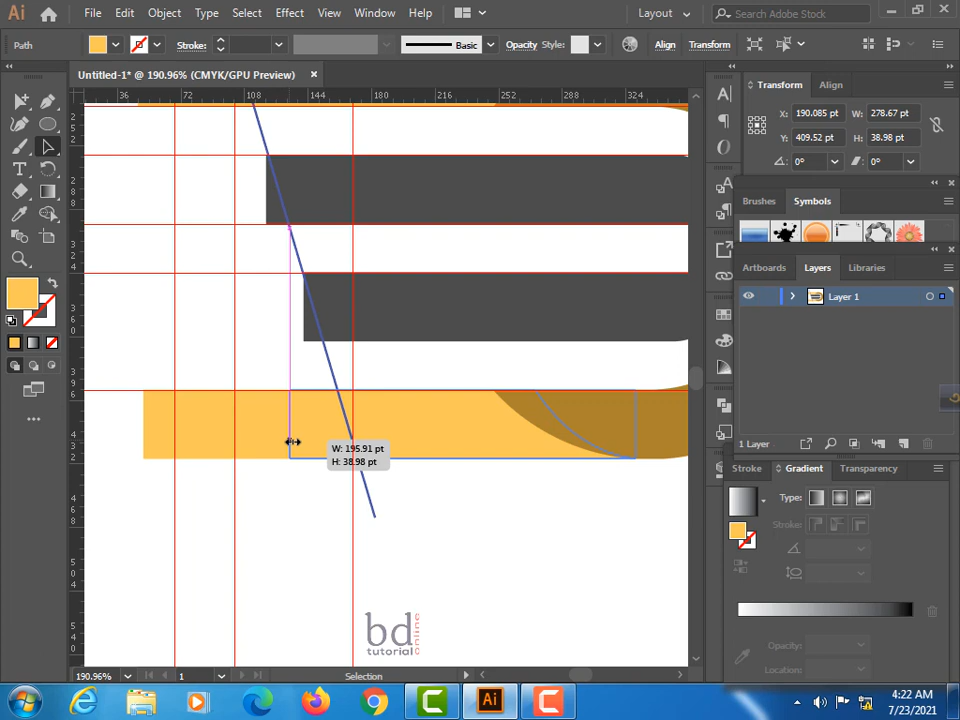 Ai File Edit Object Type Select Effect View Window Help Layout Search Adobe Stock
Path Stroke: Basic Opacity Style: Align Transform
Untitled-1* @ 190.96% (CMYK/GPU Preview)
36 72 108 144 180 216 252 288 324
Transform Align
X: 190.085 pt W: 278.67 pt
Y: 409.52 pt H: 38.98 pt
0° 0°
Brushes Symbols
Artboards Layers Libraries
Layer 1
W: 195.91 pt
H: 38.98 pt
1 Layer
Stroke Gradient Transparency
Type:
Stroke:
Opacity:
Location:
bd
online
tutorial
190.96% 1 Selection
4:22 AM
7/23/2021